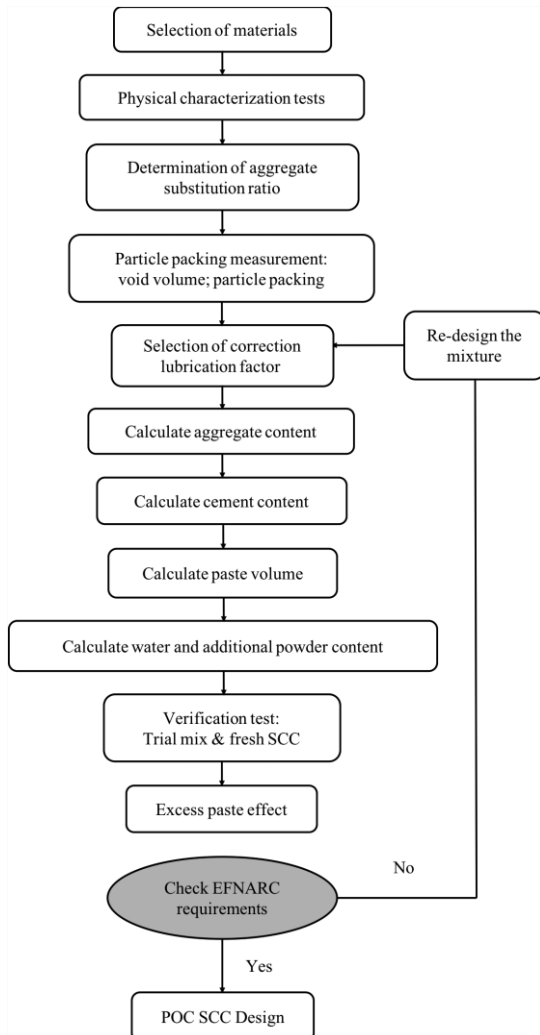 Selection of materials
Physical characterization tests
Determination of aggregate
substitution ratio
Particle packing measurement:
void volume; particle packing
Selection of correction
lubrication factor
Re-design the
mixture
Calculate aggregate content
Calculate cement content
Calculate paste volume
Calculate water and additional powder content
Verification test:
Trial mix & fresh SCC
Excess paste effect
Check EFNARC
requirements
No
Yes
POC SCC Design